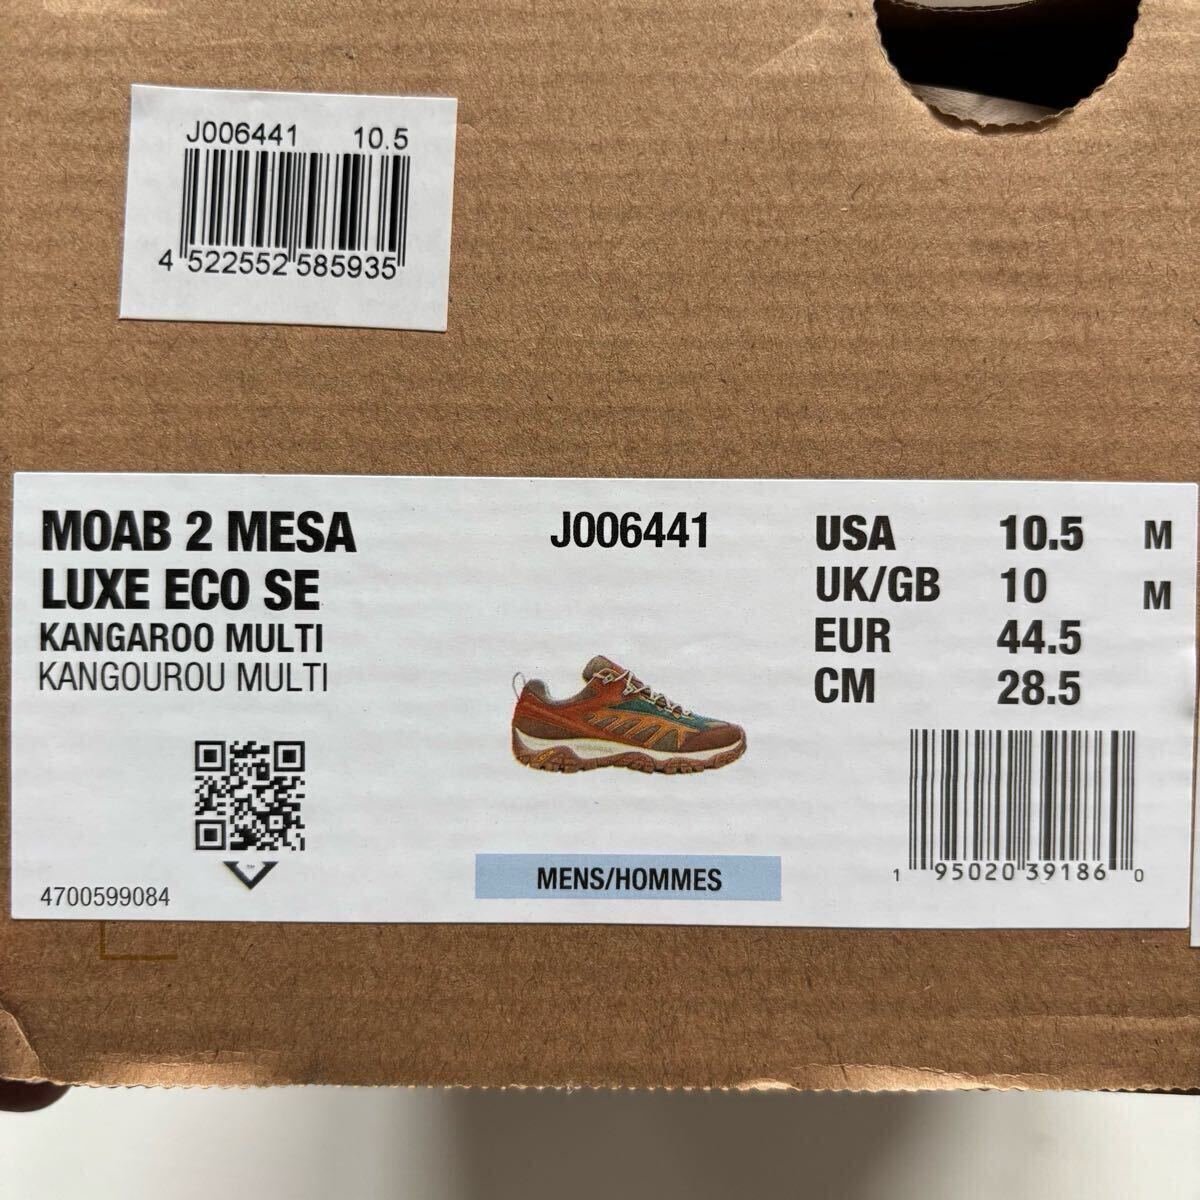 J006441 10.5
4 522552 585935
MOAB 2 MESA
LUXE ECO SE
KANGAROO MULTI
KANGOUROU MULTI
4700599084
J006441
MENS/HOMMES
USA 10.5 M
UK/GB 10 M
EUR 44.5
CM 28.5
1 95020 39186 0